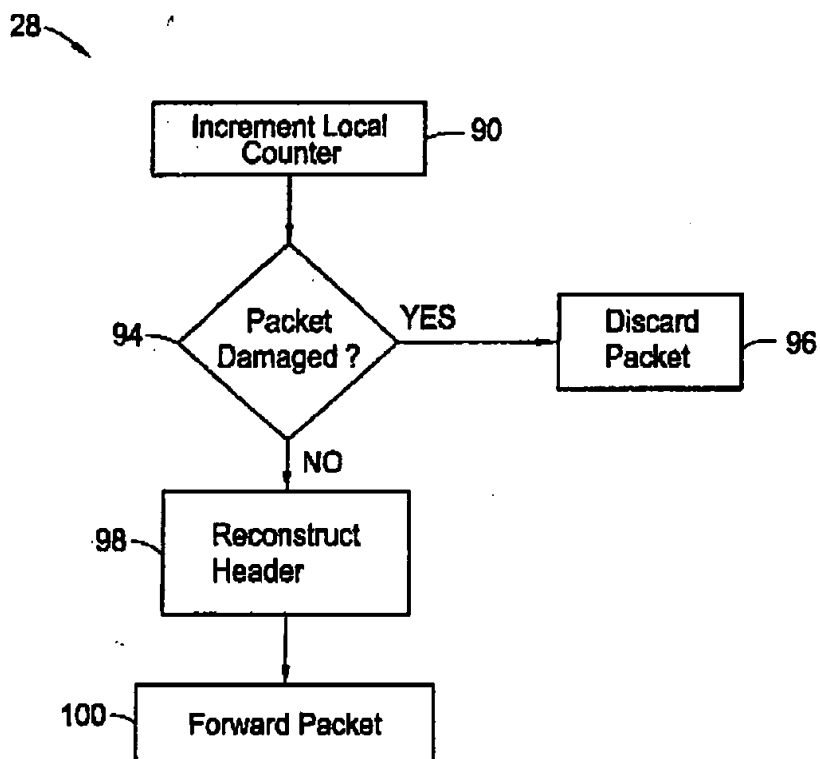 28
Increment Local
Counter
90
Packet
Damaged ?
94
YES
Discard
Packet
96
NO
Reconstruct
Header
98
Forward Packet
100